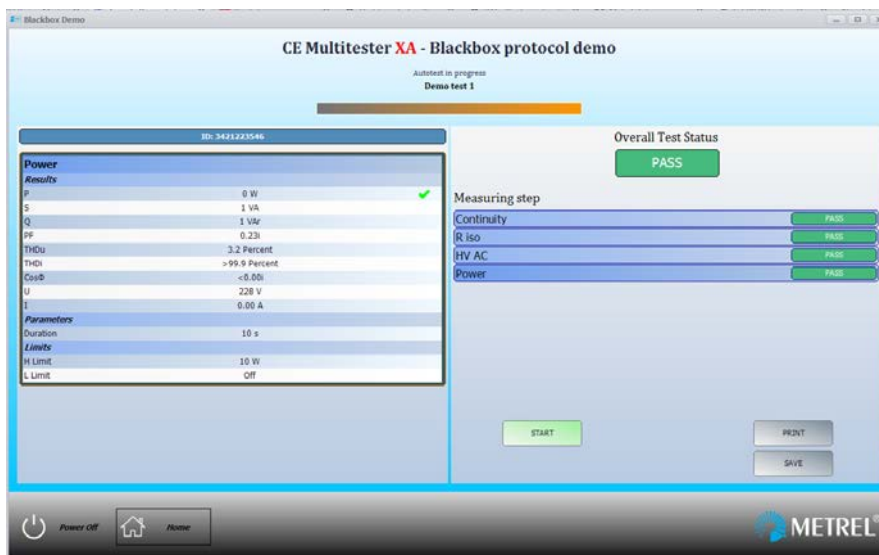 Blackbox Demo
CE Multitester XA - Blackbox protocol demo
Autotest in progress
Demo test 1
ID: 3421223546
Power
Results
P 0 W
S 1 VA
Q 1 VAr
PF 0.23i
THDu 3.2 Percent
THDi >99.9 Percent
CosΦ <0.00i
U 228 V
I 0.00 A
Parameters
Duration 10 s
Limits
H Limit 10 W
L Limit Off
Overall Test Status
PASS
Measuring step
Continuity PASS
R iso PASS
HV AC PASS
Power PASS
START
PRINT
SAVE
Power Off
Home
METREL®